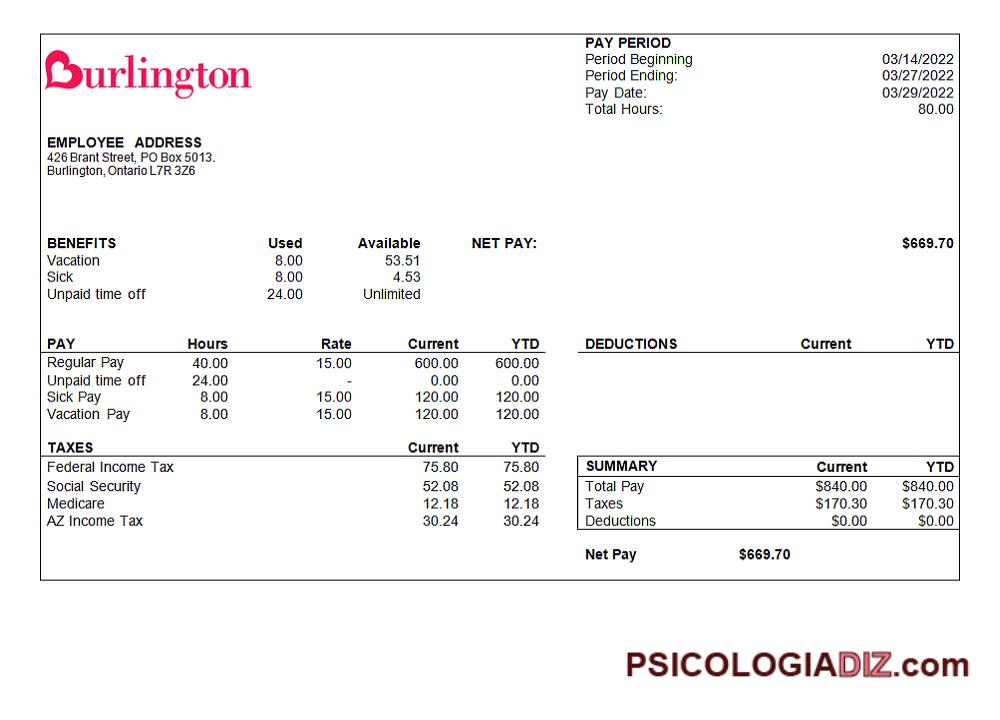 Burlington
PAY PERIOD
Period Beginning 03/14/2022
Period Ending: 03/27/2022
Pay Date: 03/29/2022
Total Hours: 80.00
EMPLOYEE ADDRESS
426 Brant Street, PO Box 5013.
Burlington, Ontario L7R 3Z6
BENEFITS Used Available NET PAY: $669.70
Vacation 8.00 53.51
Sick 8.00 4.53
Unpaid time off 24.00 Unlimited
PAY Hours Rate Current YTD
Regular Pay 40.00 15.00 600.00 600.00
Unpaid time off 24.00 - 0.00 0.00
Sick Pay 8.00 15.00 120.00 120.00
Vacation Pay 8.00 15.00 120.00 120.00
DEDUCTIONS Current YTD
TAXES Current YTD
Federal Income Tax 75.80 75.80
Social Security 52.08 52.08
Medicare 12.18 12.18
AZ Income Tax 30.24 30.24
SUMMARY Current YTD
Total Pay $840.00 $840.00
Taxes $170.30 $170.30
Deductions $0.00 $0.00
Net Pay $669.70
PSICOLOGIADIZ.com